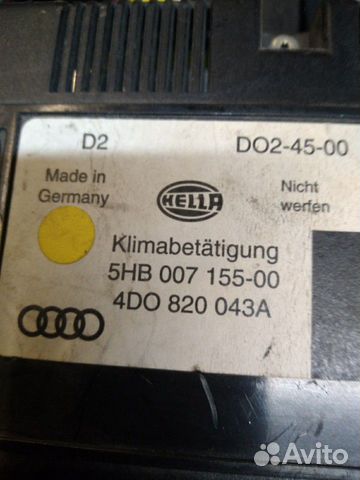 D2 DO2-45-00
Made in
Germany
HELLA
Nicht
werfen
Klimabetätigung
5HB 007 155-00
4DO 820 043A
Avito